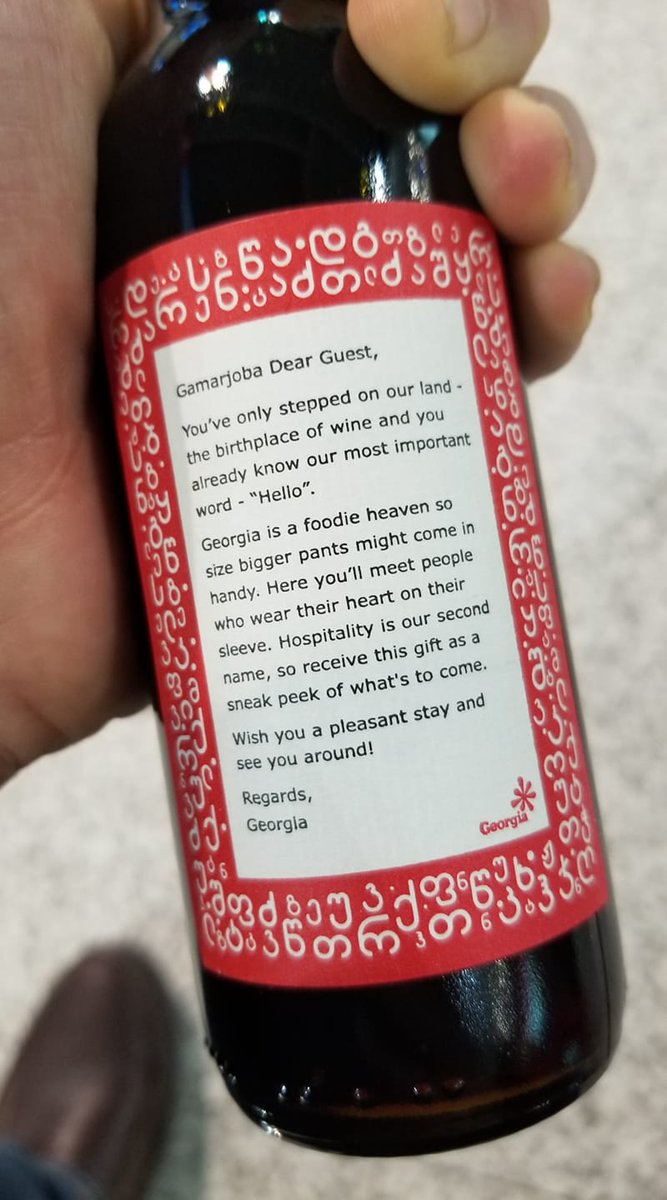 Gamarjoba Dear Guest,
You've only stepped on our land -
the birthplace of wine and you
already know our most important
word - “Hello”.
Georgia is a foodie heaven so
size bigger pants might come in
handy. Here you'll meet people
who wear their heart on their
sleeve. Hospitality is our second
name, so receive this gift as a
sneak peek of what's to come.
Wish you a pleasant stay and
see you around!
Regards,
Georgia
Georgia